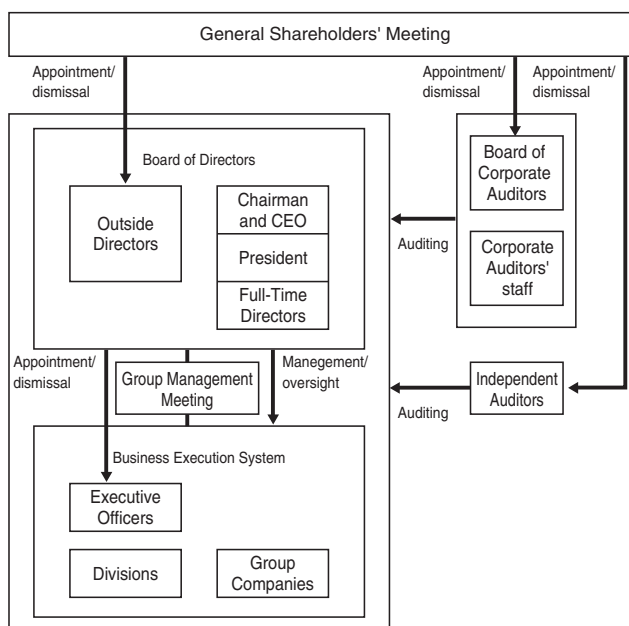 General Shareholders' Meeting
Appointment/
dismissal
Appointment/
dismissal
Appointment/
dismissal
Board of Directors
Outside
Directors
Chairman
and CEO
President
Full-Time
Directors
Board of
Corporate
Auditors
Corporate
Auditors'
staff
Auditing
Appointment/
dismissal
Group Management
Meeting
Manegement/
oversight
Independent
Auditors
Auditing
Business Execution System
Executive
Officers
Divisions
Group
Companies